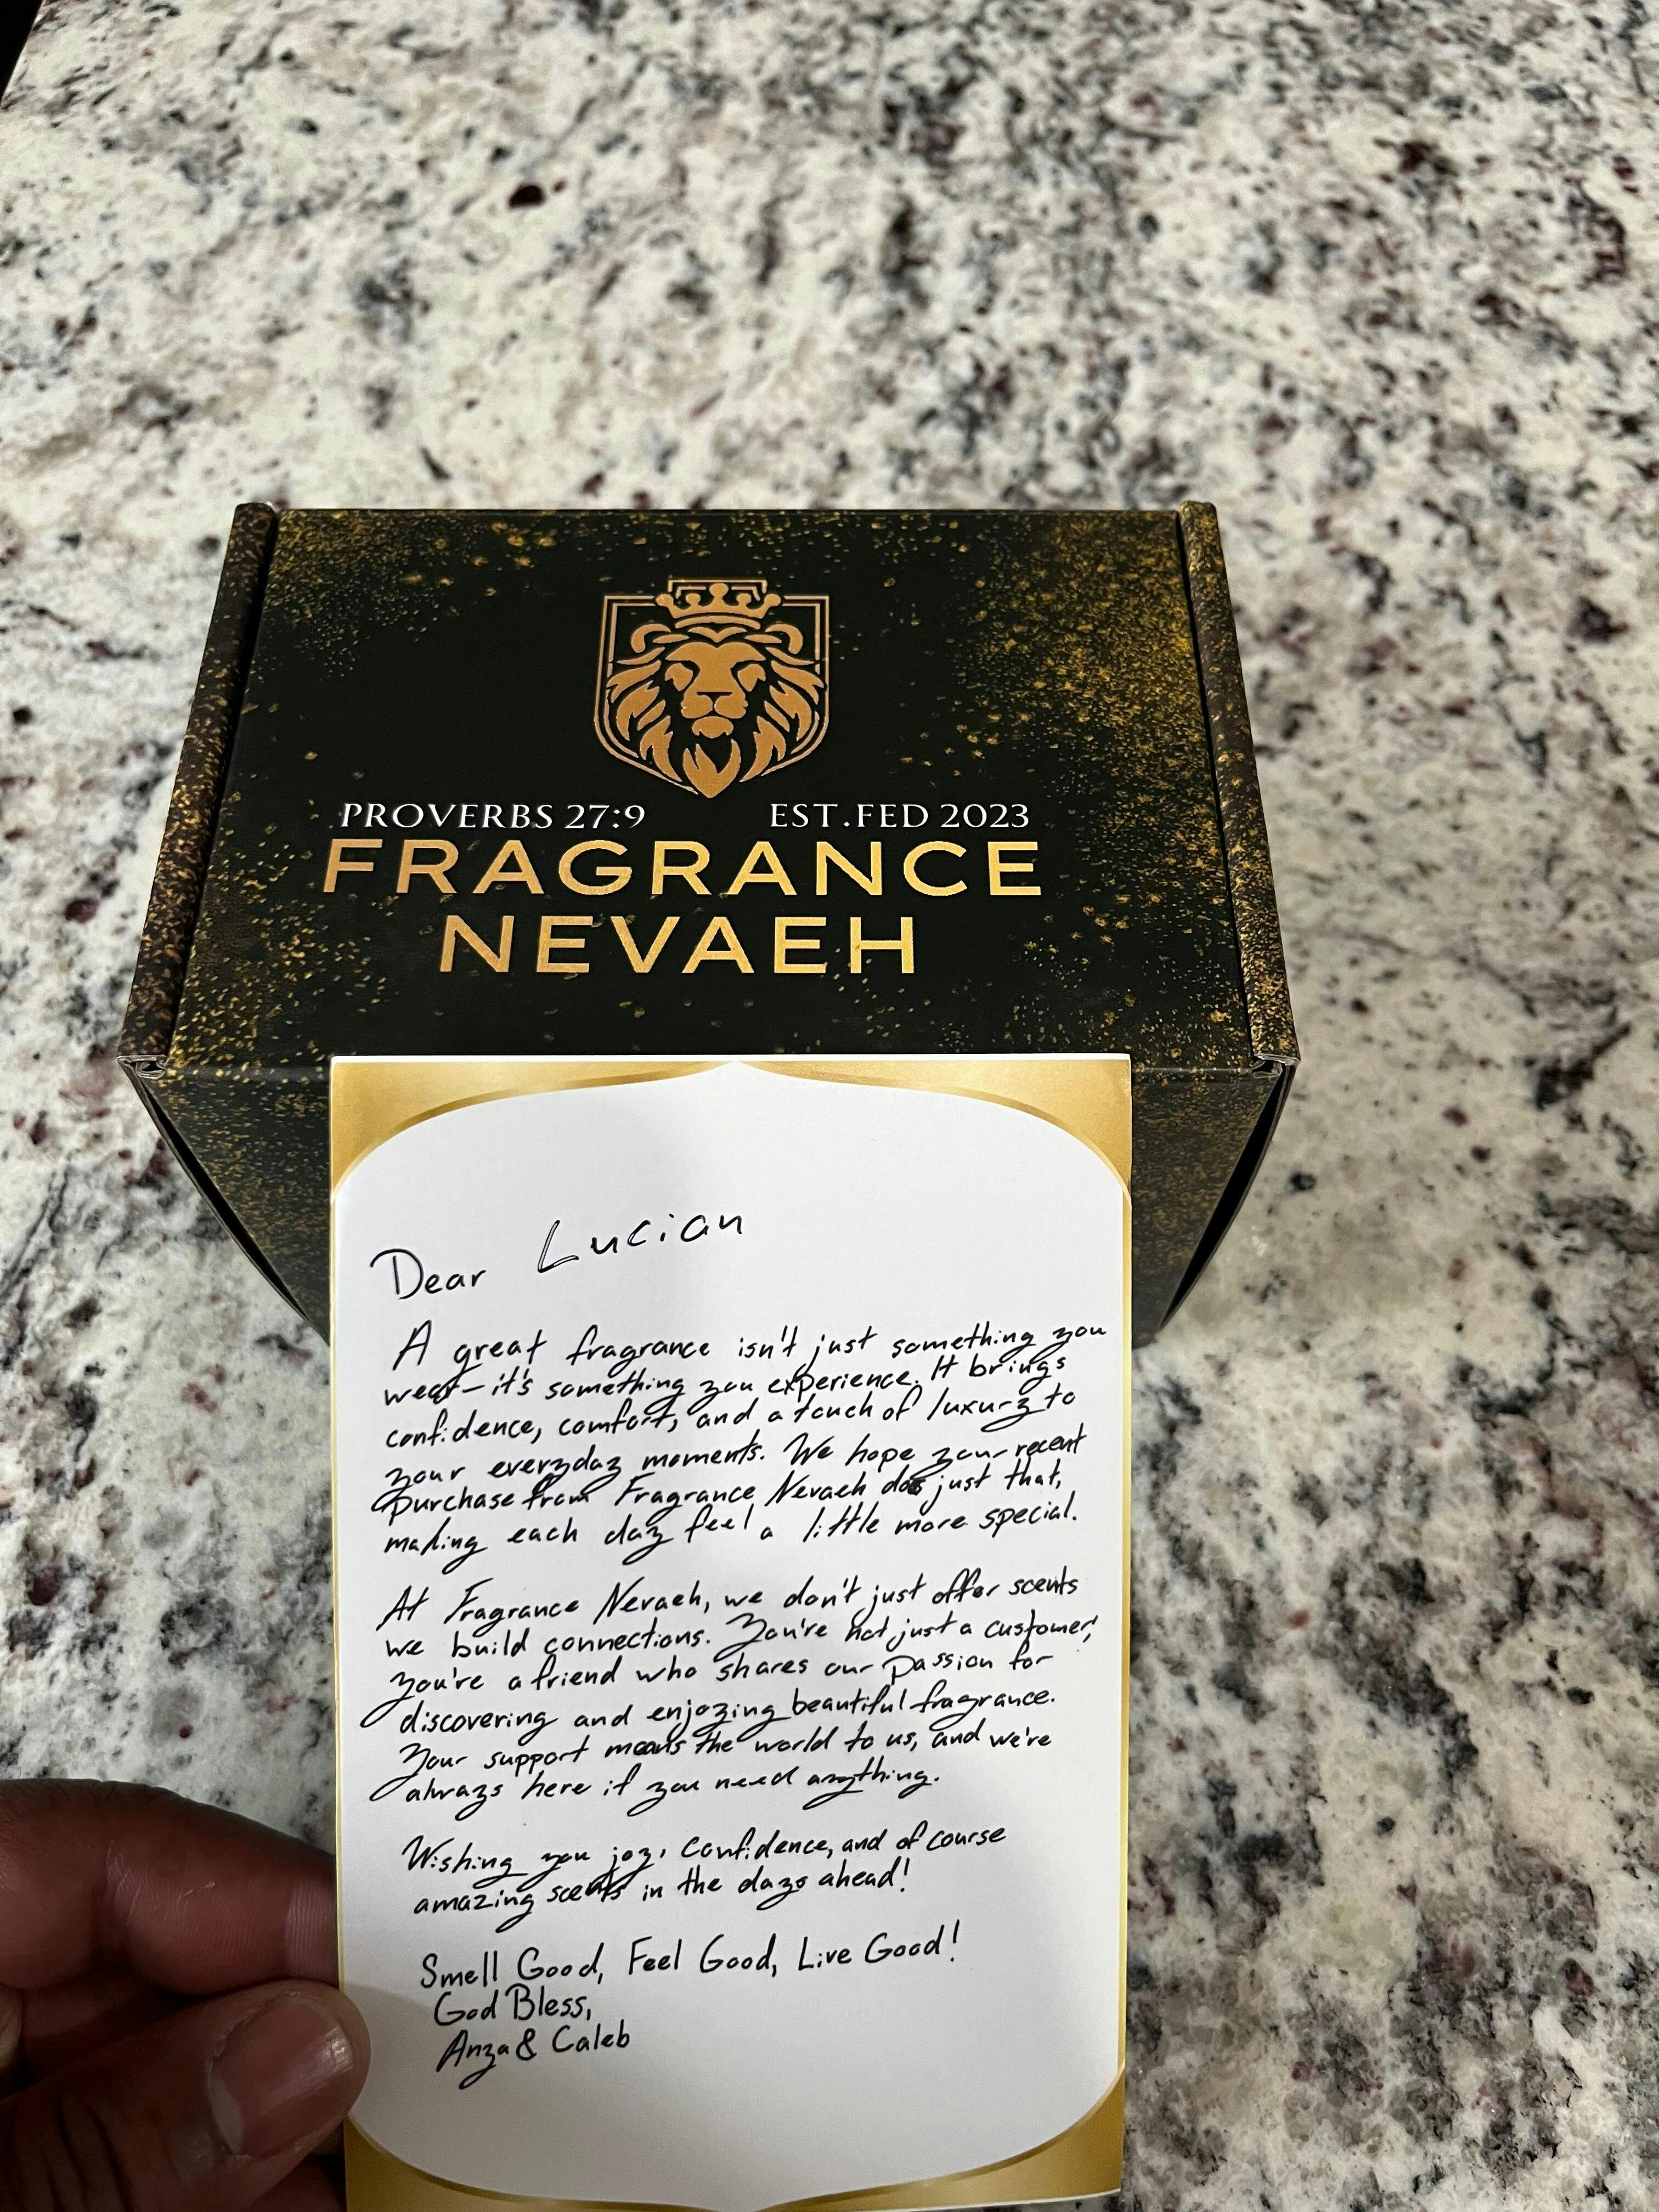 PROVERBS 27:9 EST.FED 2023
FRAGRANCE
NEVAEH
Dear Lucian
A great fragrance isn't just something you
wear—it's something you experience. It brings
confidence, comfort, and a touch of luxury to
your everyday moments. We hope your recent
purchase from Fragrance Nevaeh does just that,
making each day feel a little more special.
At Fragrance Nevaeh, we don't just offer scents
we build connections. You're not just a customer,
you're a friend who shares our passion for
discovering and enjoying beautiful fragrance.
Your support means the world to us, and we're
always here if you need anything.
Wishing you joy, confidence, and of course
amazing scents in the days ahead!
Smell Good, Feel Good, Live Good!
God Bless,
Anya & Caleb